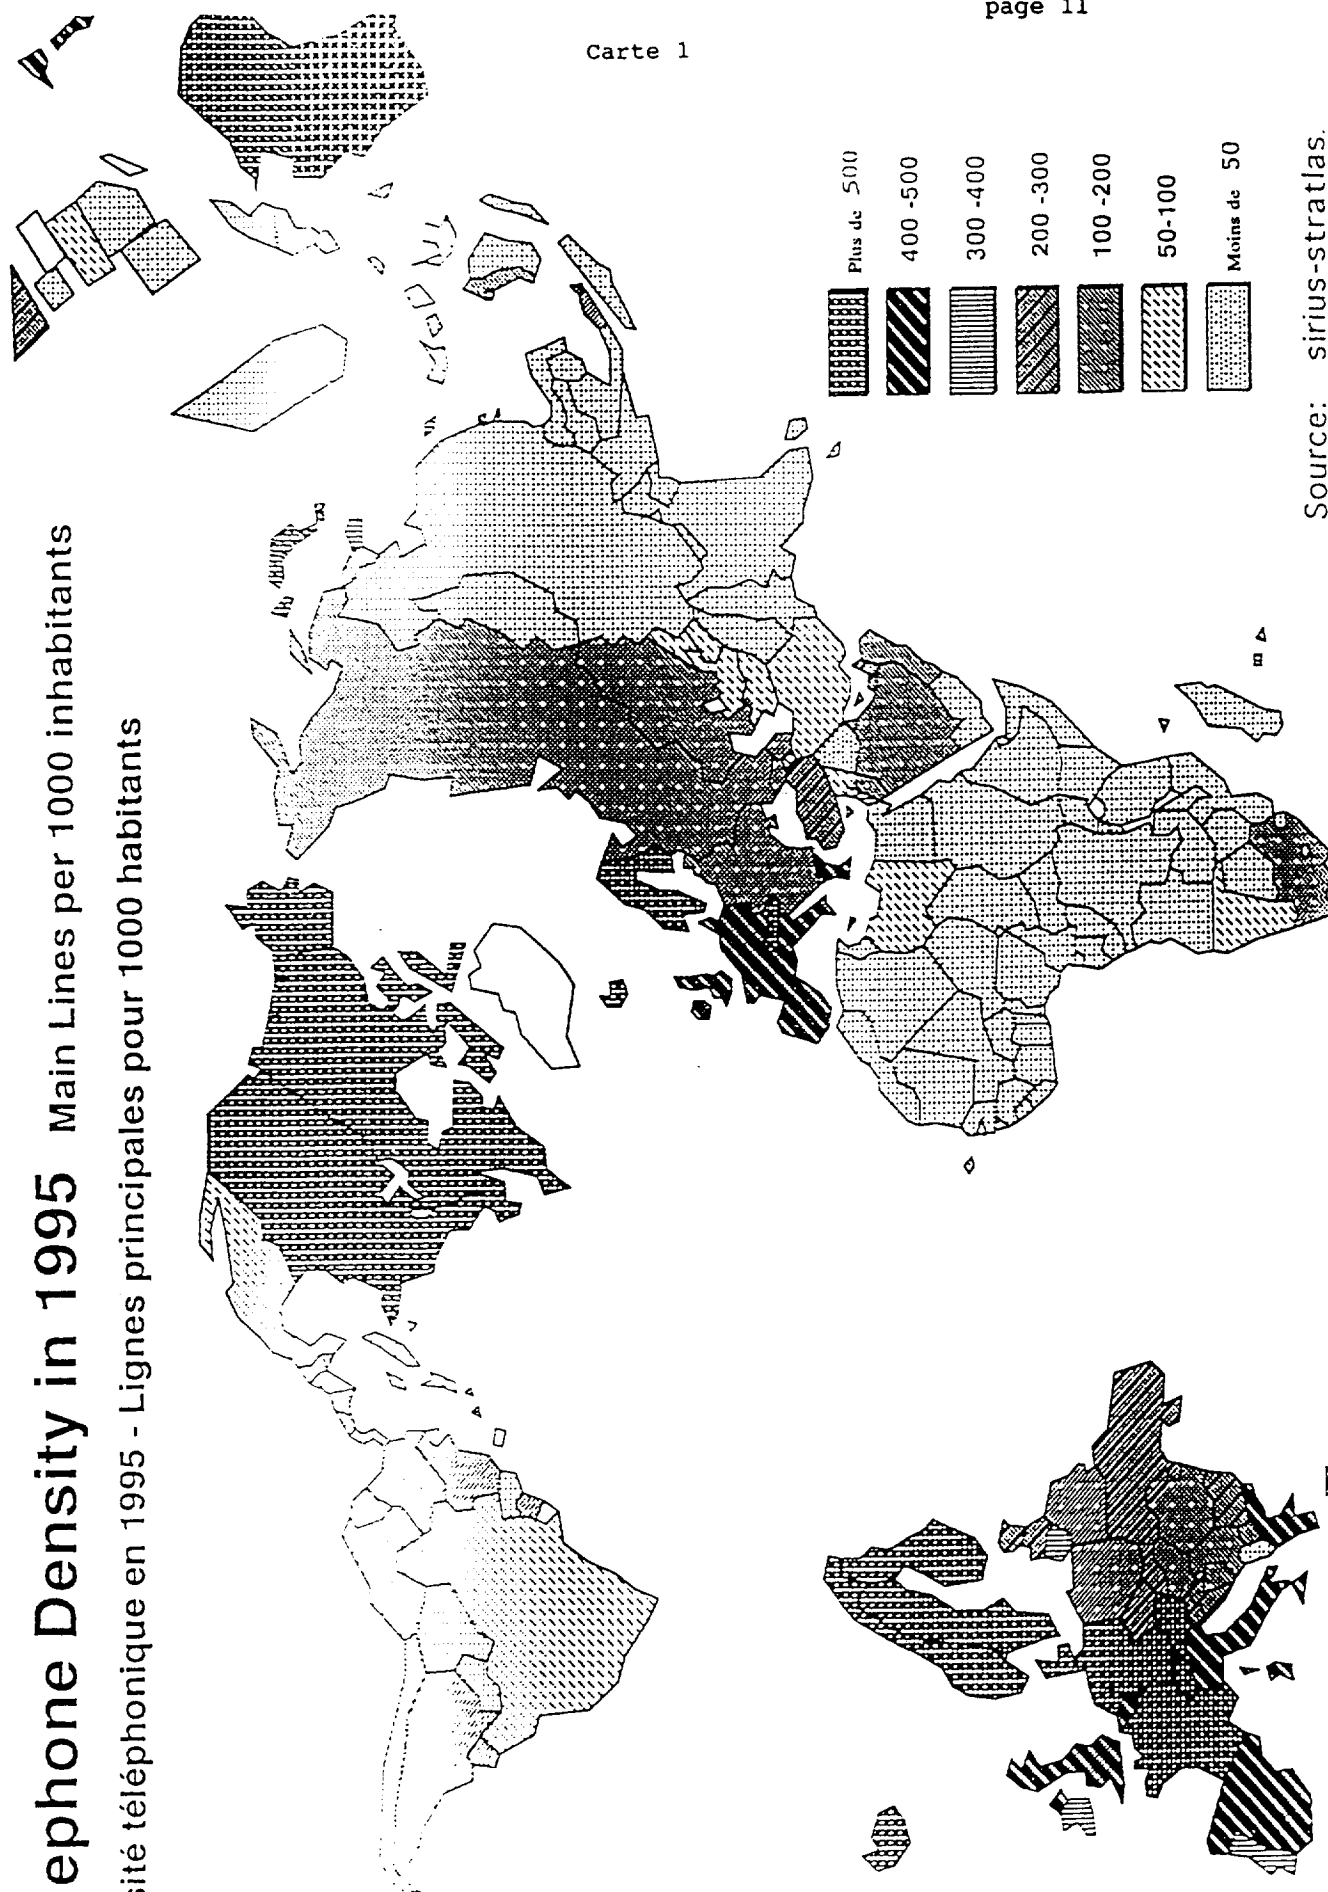 page 11
Carte 1
ephone Density in 1995 Main Lines per 1000 inhabitants
sité téléphonique en 1995 - Lignes principales pour 1000 habitants
Plus de 500
400 -500
300 -400
200 -300
100 -200
50-100
Moins de 50
Source: sirius-stratlas.